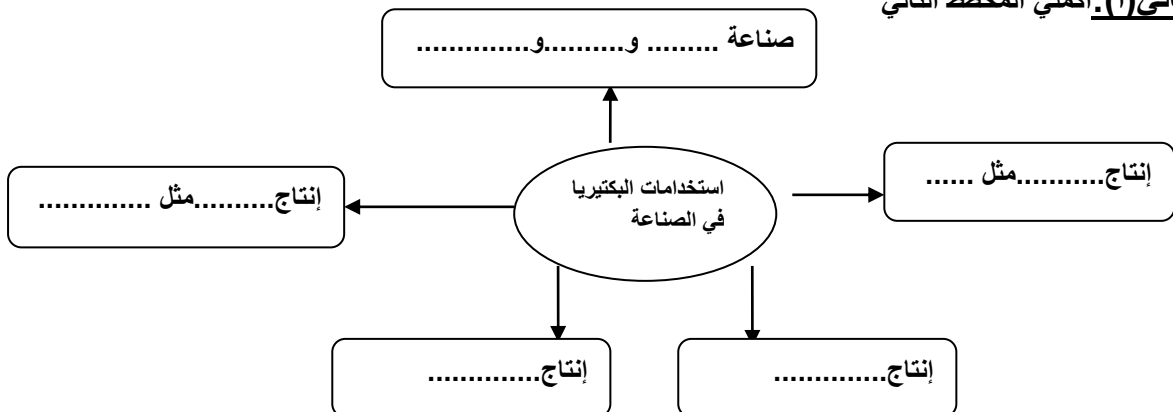 (أ): أكملي المخطط التالي
صناعة ......... و..........و..............
إنتاج...........مثل ......
استخدامات البكتيريا
في الصناعة
إنتاج..........مثل ..............
إنتاج..............
إنتاج..............